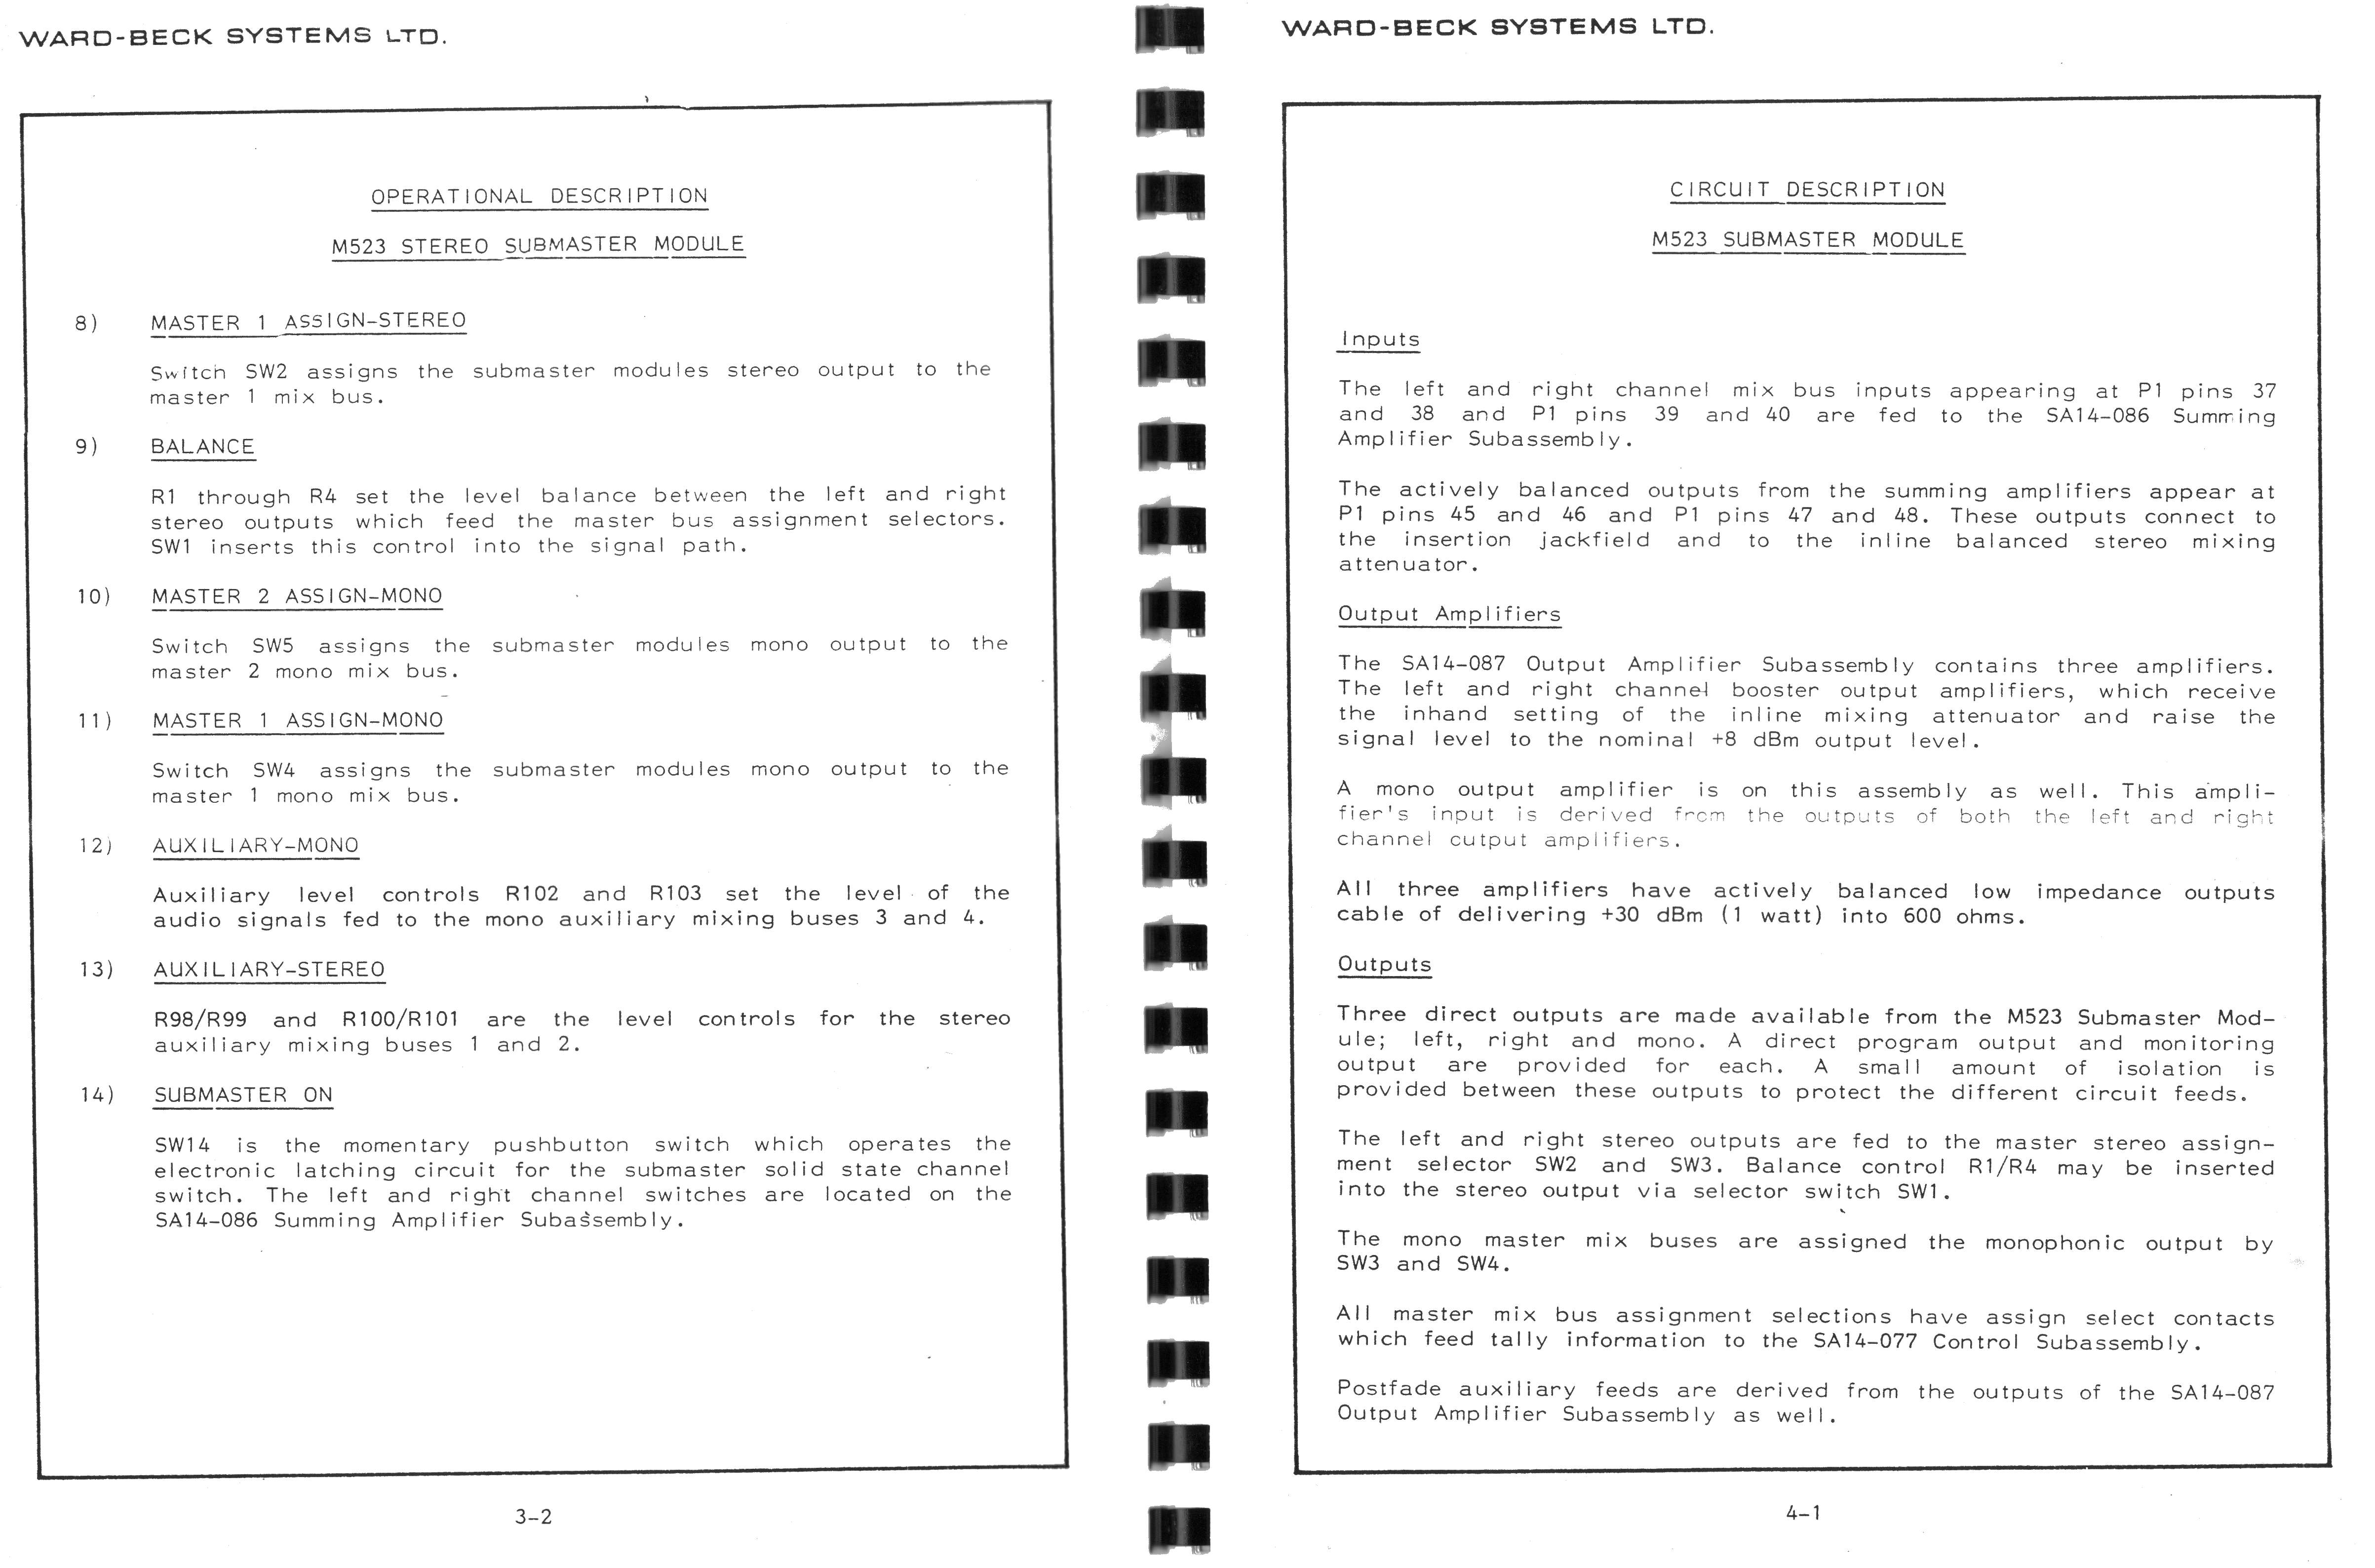 WARD-BECK SYSTEMS LTD.
OPERATIONAL DESCRIPTION
M523 STEREO SUBMASTER MODULE
8) MASTER 1 ASSIGN-STEREO
Switch SW2 assigns the submaster modules stereo output to the
master 1 mix bus.
9) BALANCE
R1 through R4 set the level balance between the left and right
stereo outputs which feed the master bus assignment selectors.
SW1 inserts this control into the signal path.
10) MASTER 2 ASSIGN-MONO
Switch SW5 assigns the submaster modules mono output to the
master 2 mono mix bus.
11) MASTER 1 ASSIGN-MONO
Switch SW4 assigns the submaster modules mono output to the
master 1 mono mix bus.
12) AUXILIARY-MONO
Auxiliary level controls R102 and R103 set the level of the
audio signals fed to the mono auxiliary mixing buses 3 and 4.
13) AUXILIARY-STEREO
R98/R99 and R100/R101 are the level controls for the stereo
auxiliary mixing buses 1 and 2.
14) SUBMASTER ON
SW14 is the momentary pushbutton switch which operates the
electronic latching circuit for the submaster solid state channel
switch. The left and right channel switches are located on the
SA14-086 Summing Amplifier Subassembly.
3-2
WARD-BECK SYSTEMS LTD.
CIRCUIT DESCRIPTION
M523 SUBMASTER MODULE
Inputs
The left and right channel mix bus inputs appearing at P1 pins 37
and 38 and P1 pins 39 and 40 are fed to the SA14-086 Summing
Amplifier Subassembly.
The actively balanced outputs from the summing amplifiers appear at
P1 pins 45 and 46 and P1 pins 47 and 48. These outputs connect to
the insertion jackfield and to the inline balanced stereo mixing
attenuator.
Output Amplifiers
The SA14-087 Output Amplifier Subassembly contains three amplifiers.
The left and right channel booster output amplifiers, which receive
the inhand setting of the inline mixing attenuator and raise the
signal level to the nominal +8 dBm output level.
A mono output amplifier is on this assembly as well. This ampli-
fier's input is derived from the outputs of both the left and right
channel output amplifiers.
All three amplifiers have actively balanced low impedance outputs
cable of delivering +30 dBm (1 watt) into 600 ohms.
Outputs
Three direct outputs are made available from the M523 Submaster Mod-
ule; left, right and mono. A direct program output and monitoring
output are provided for each. A small amount of isolation is
provided between these outputs to protect the different circuit feeds.
The left and right stereo outputs are fed to the master stereo assign-
ment selector SW2 and SW3. Balance control R1/R4 may be inserted
into the stereo output via selector switch SW1.
The mono master mix buses are assigned the monophonic output by
SW3 and SW4.
All master mix bus assignment selections have assign select contacts
which feed tally information to the SA14-077 Control Subassembly.
Postfade auxiliary feeds are derived from the outputs of the SA14-087
Output Amplifier Subassembly as well.
4-1